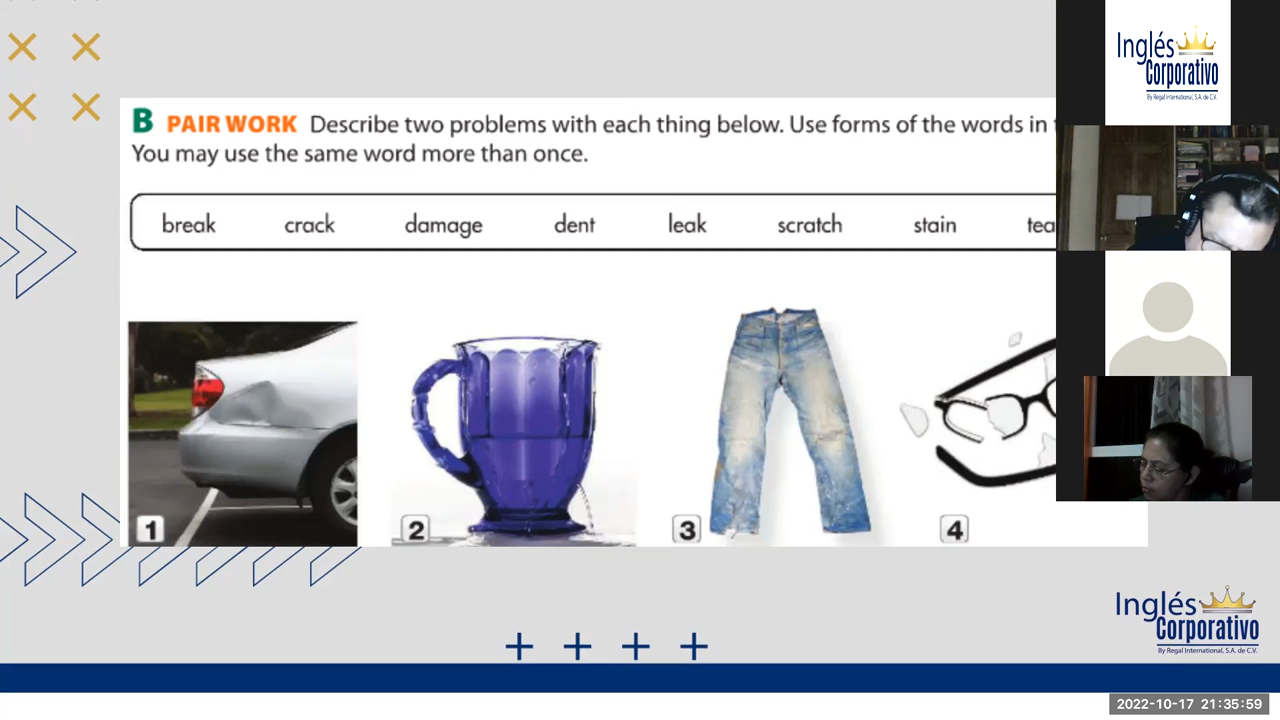 B PAIR WORK Describe two problems with each thing below. Use forms of the words in
You may use the same word more than once.
break crack damage dent leak scratch stain
1 2 3 4
Inglés
Corporativo
By Regal International, S.A. de C.V.
Inglés
Corporativo
By Regal International, S.A. de C.V.
2022-10-17 21:35:59